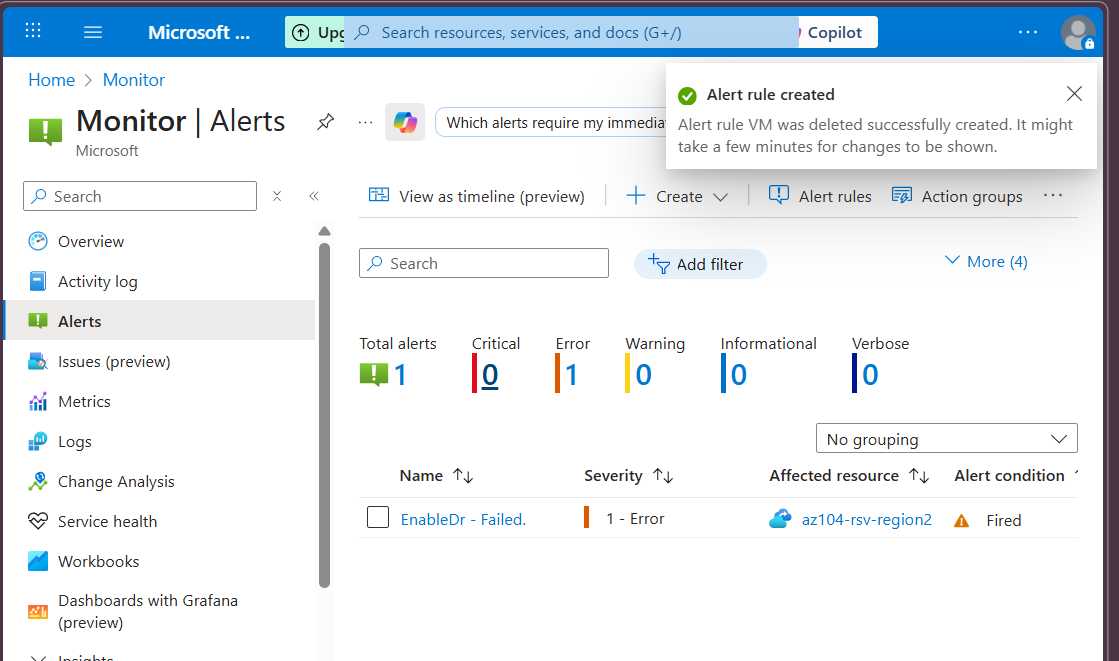 Microsoft ...
Upg
Search resources, services, and docs (G+/)
Copilot
...
Home > Monitor
Monitor | Alerts
Microsoft
...
Which alerts require my immedia
Alert rule created
Alert rule VM was deleted successfully created. It might
take a few minutes for changes to be shown.
Search
Overview
Activity log
Alerts
Issues (preview)
Metrics
Logs
Change Analysis
Service health
Workbooks
Dashboards with Grafana
(preview)
Insights
View as timeline (preview)
Create
Alert rules
Action groups
...
Search
Add filter
More (4)
Total alerts
1
Critical
0
Error
1
Warning
0
Informational
0
Verbose
0
No grouping
Name ↑↓ Severity ↑↓ Affected resource ↑↓ Alert condition ↑
EnableDr - Failed. 1 - Error az104-rsv-region2 Fired